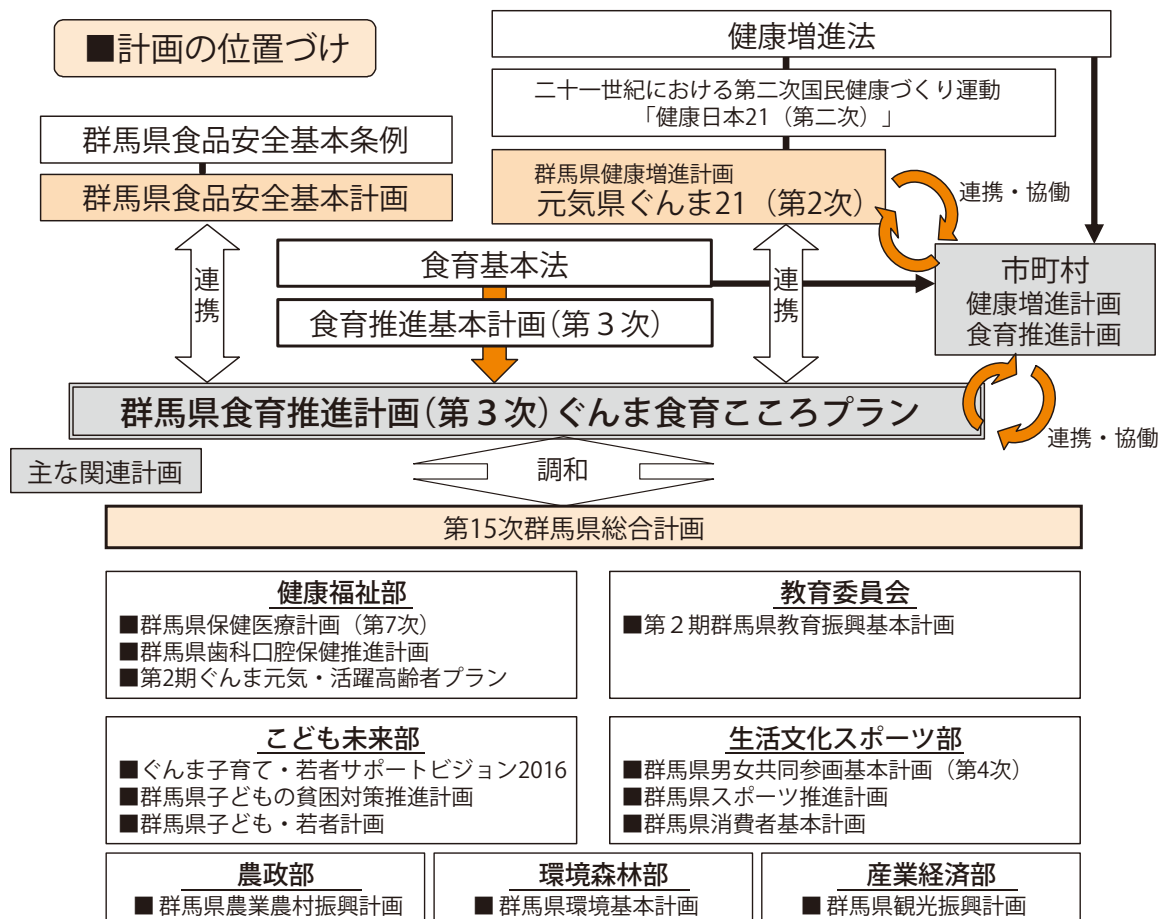 ■計画の位置づけ
健康増進法
二十一世紀における第二次国民健康づくり運動
「健康日本21（第二次）」
群馬県食品安全基本条例
群馬県食品安全基本計画
群馬県健康増進計画
元気県ぐんま21（第2次）
連携・協働
連携
食育基本法
食育推進基本計画（第３次）
連携
市町村
健康増進計画
食育推進計画
群馬県食育推進計画（第３次）ぐんま食育こころプラン
連携・協働
主な関連計画
調和
第15次群馬県総合計画
健康福祉部
■群馬県保健医療計画（第7次）
■群馬県歯科口腔保健推進計画
■第2期ぐんま元気・活躍高齢者プラン
教育委員会
■第２期群馬県教育振興基本計画
こども未来部
■ぐんま子育て・若者サポートビジョン2016
■群馬県子どもの貧困対策推進計画
■群馬県子ども・若者計画
生活文化スポーツ部
■群馬県男女共同参画基本計画（第4次）
■群馬県スポーツ推進計画
■群馬県消費者基本計画
農政部
■ 群馬県農業農村振興計画
環境森林部
■ 群馬県環境基本計画
産業経済部
■ 群馬県観光振興計画